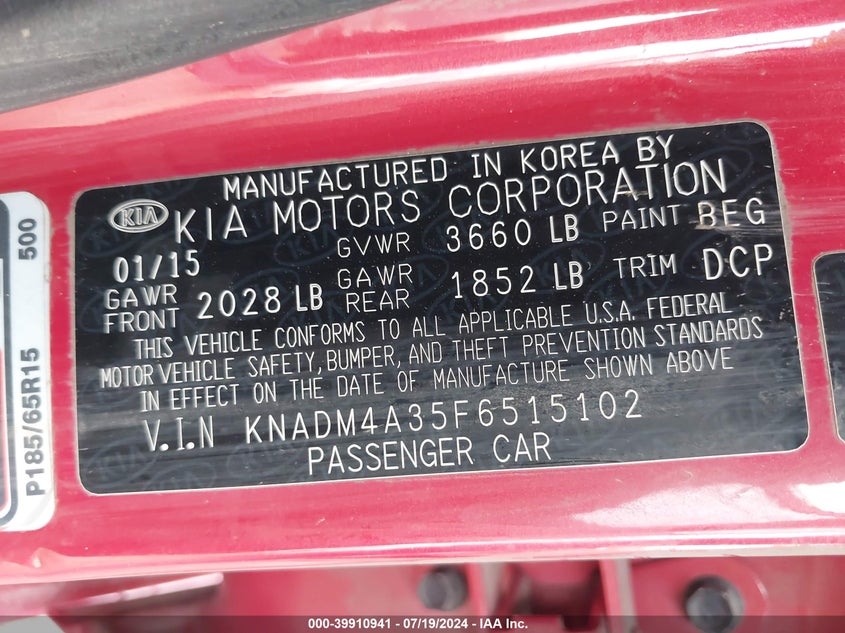 MANUFACTURED IN KOREA BY
KIA KIA MOTORS CORPORATION
01/15 GVWR 3660 LB PAINT BEG
GAWR FRONT 2028 LB GAWR REAR 1852 LB TRIM DCP
THIS VEHICLE CONFORMS TO ALL APPLICABLE U.S.A. FEDERAL
MOTOR VEHICLE SAFETY, BUMPER, AND THEFT PREVENTION STANDARDS
IN EFFECT ON THE DATE OF MANUFACTURE SHOWN ABOVE
V.I.N KNADM4A35F6515102
PASSENGER CAR
P185/65R15 500
000-39910941 / 07/19/2024 - IAA Inc.